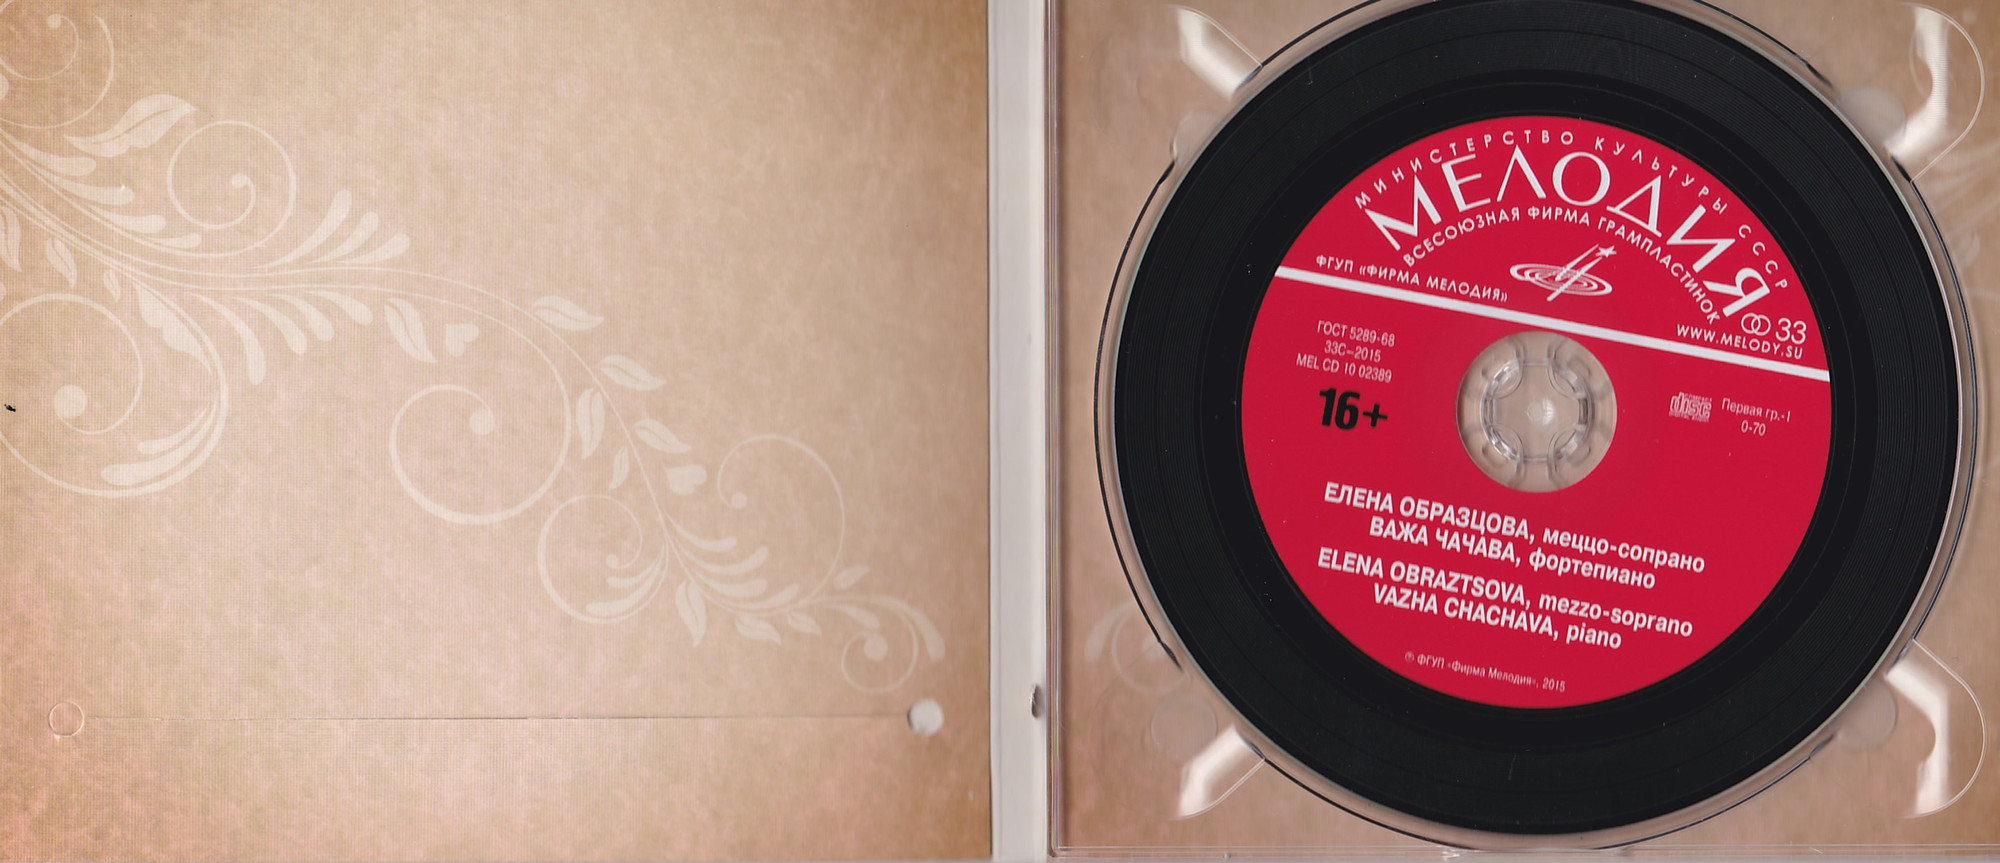 МИНИСТЕРСТВО КУЛЬТУРЫ СССР
МЕЛОДИЯ
ВСЕСОЮЗНАЯ ФИРМА ГРАМПЛАСТИНОК
ФГУП «ФИРМА МЕЛОДИЯ»
33
WWW.MELODY.SU
ГОСТ 5289-68
33С–2015
MEL CD 10 02389
16+
disc
Первая гр.-1
0-70
ЕЛЕНА ОБРАЗЦОВА, меццо-сопрано
ВАЖА ЧАЧАВА, фортепиано
ELENA OBRAZTSOVA, mezzo-soprano
VAZHA CHACHAVA, piano
℗ ФГУП «Фирма Мелодия», 2015